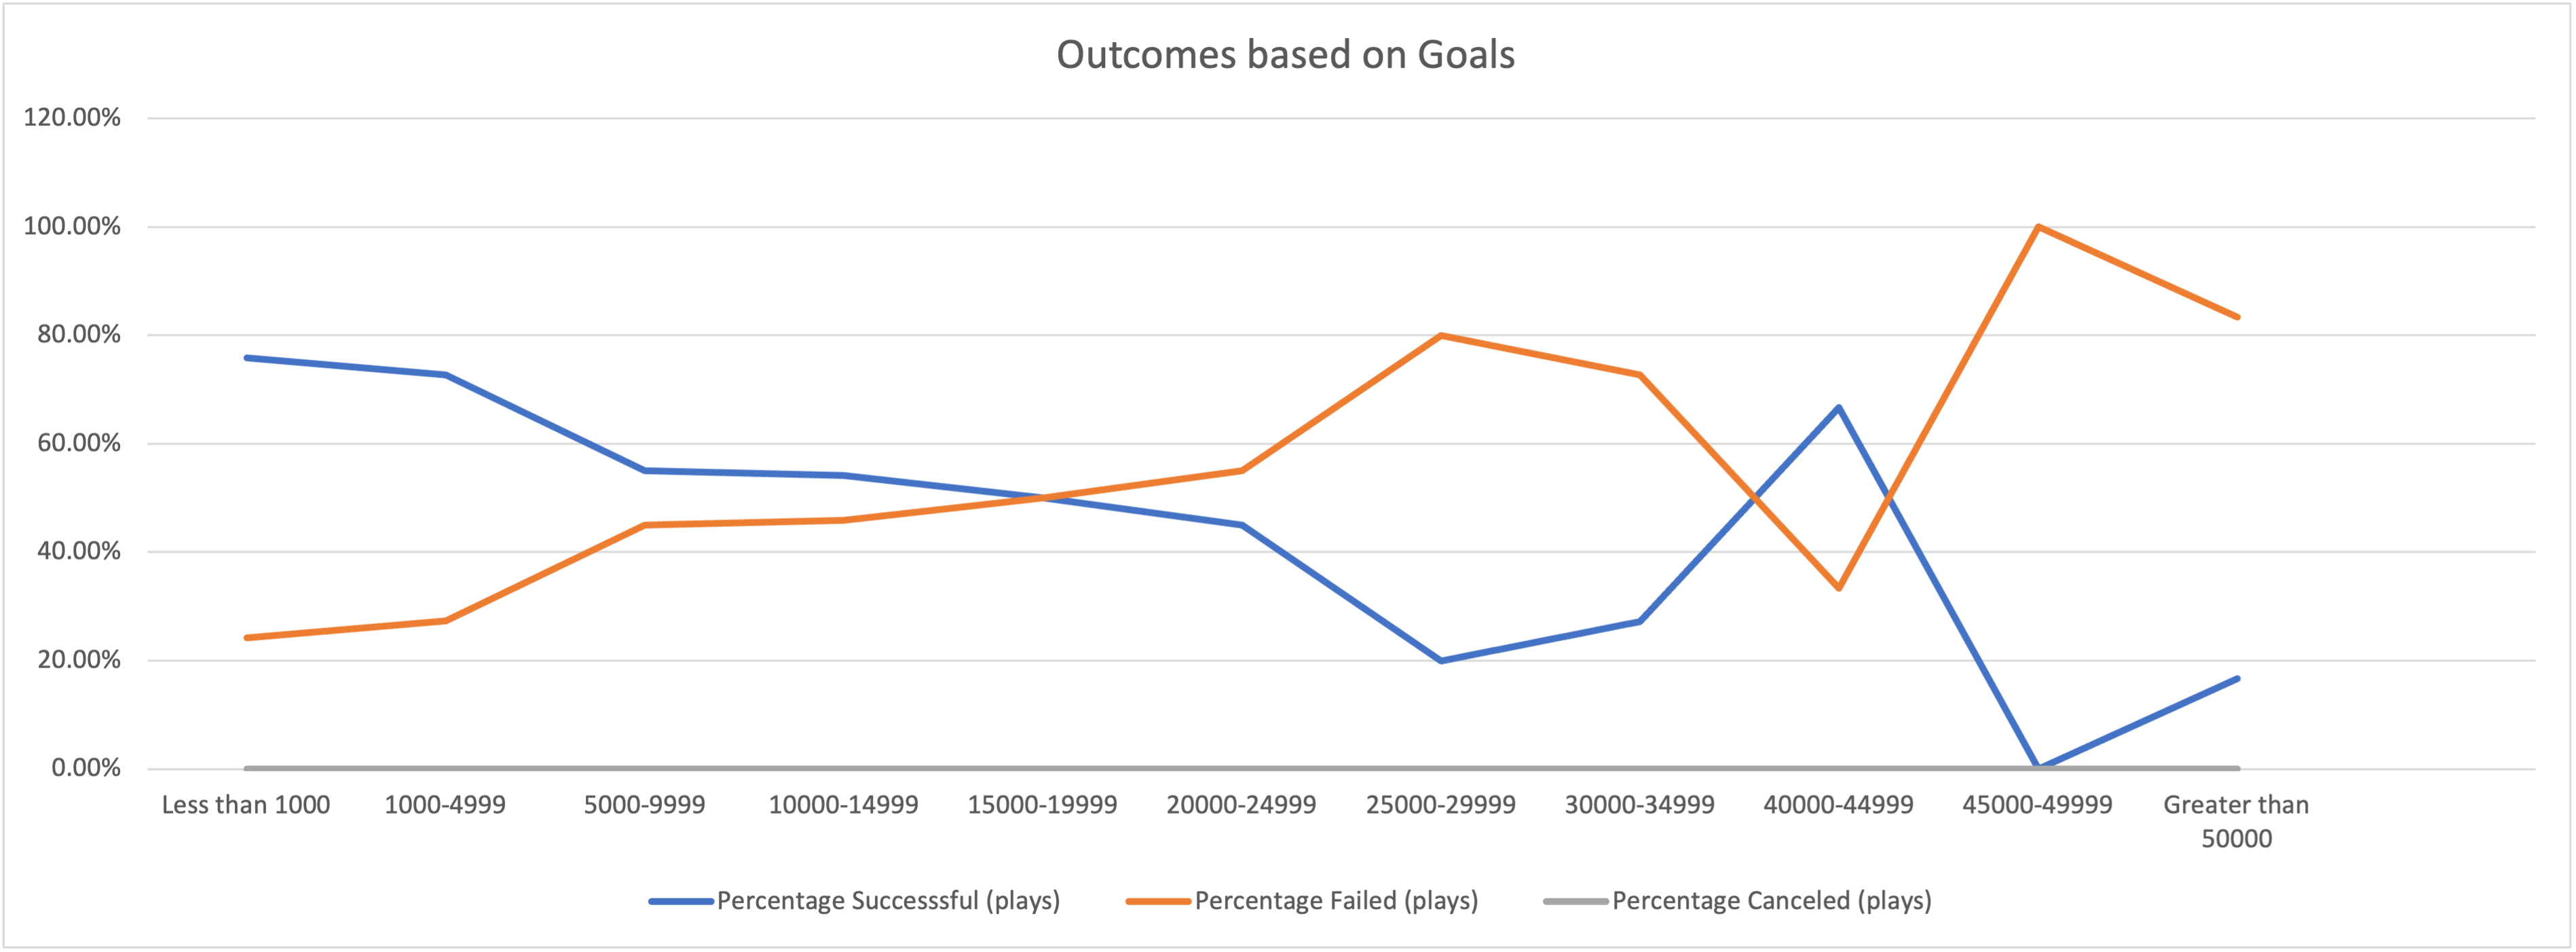 Outcomes based on Goals
120.00%
100.00%
80.00%
60.00%
40.00%
20.00%
0.00%
Less than 1000 1000-4999 5000-9999 10000-14999 15000-19999 20000-24999 25000-29999 30000-34999 40000-44999 45000-49999 Greater than
50000
Percentage Successsful (plays) Percentage Failed (plays) Percentage Canceled (plays)